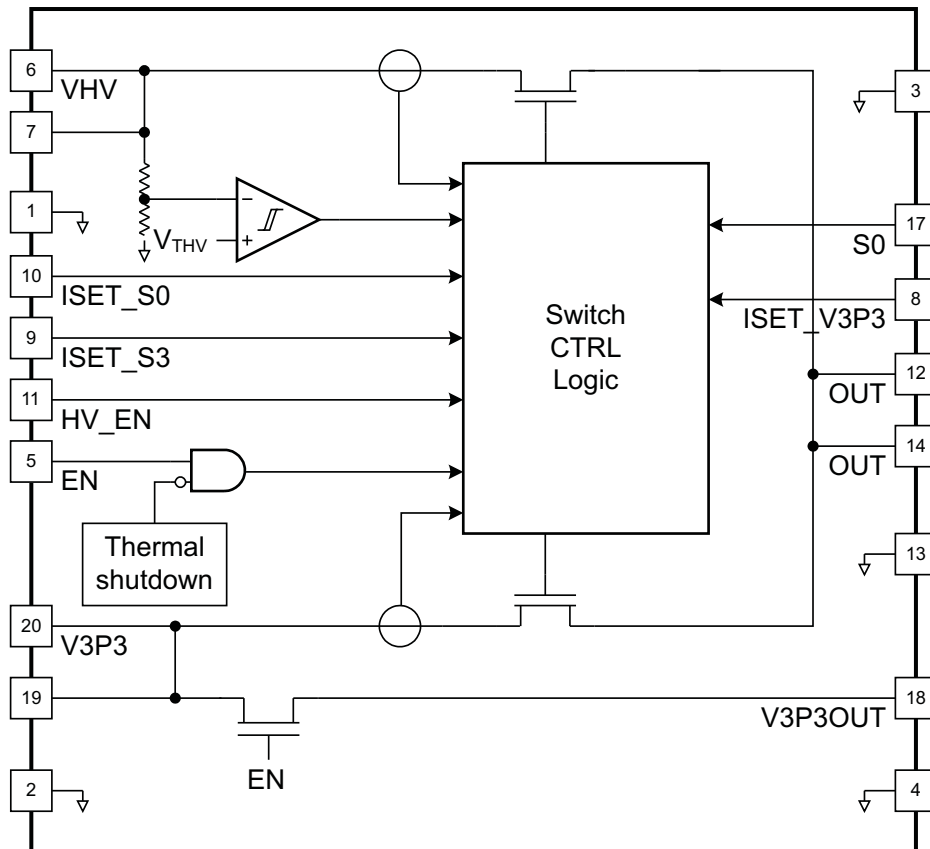 6
VHV
3
7
1
V_THV
−
+
17
S0
10
ISET_S0
8
ISET_V3P3
9
ISET_S3
Switch
CTRL
Logic
12
OUT
11
HV_EN
14
OUT
5
EN
Thermal
shutdown
13
20
V3P3
19
18
V3P3OUT
EN
2
4